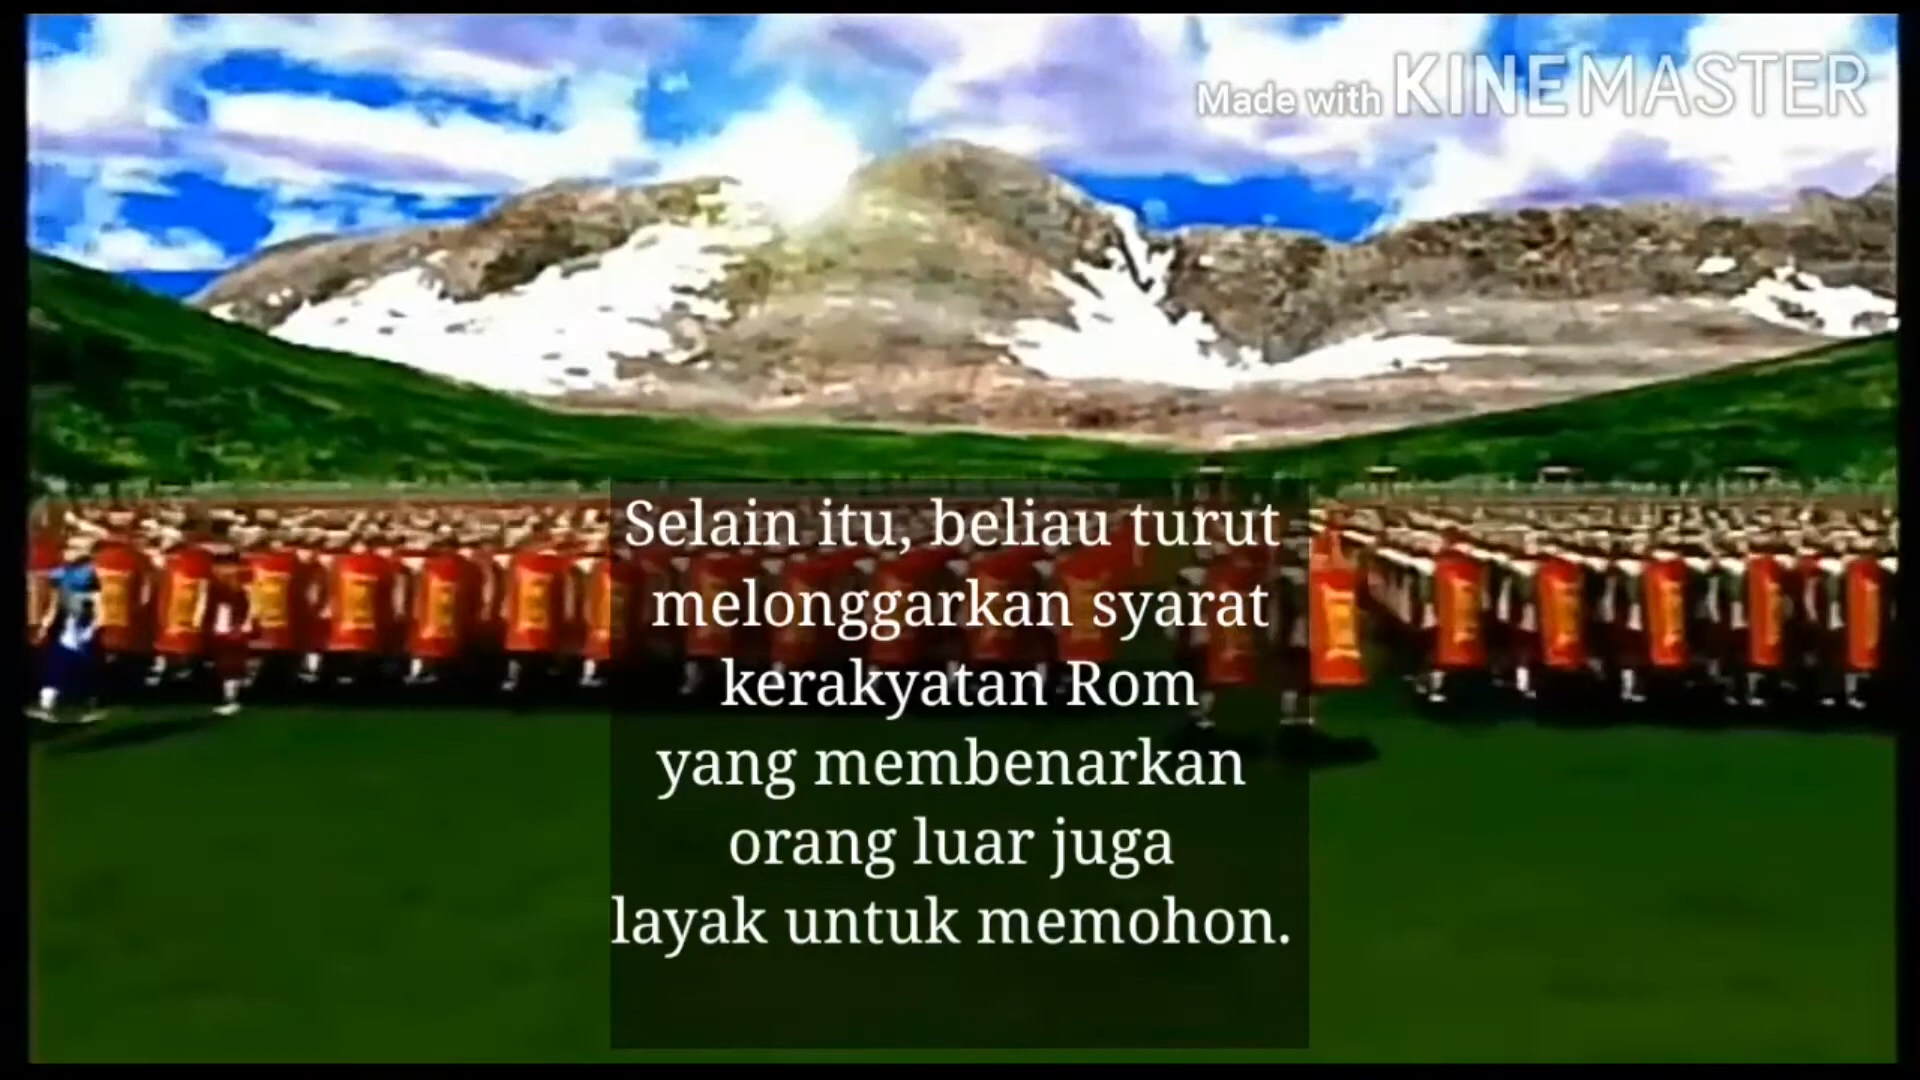 Made with KINEMASTER
Selain itu, beliau turut
melonggarkan syarat
kerakyatan Rom
yang membenarkan
orang luar juga
layak untuk memohon.